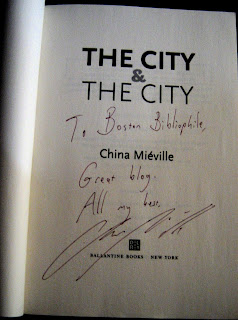 THE CITY
&
THE CITY
To Boston Bibliophile,
China Miéville
Great blog.
All my best,
BALLANTINE BOOKS NEW YORK